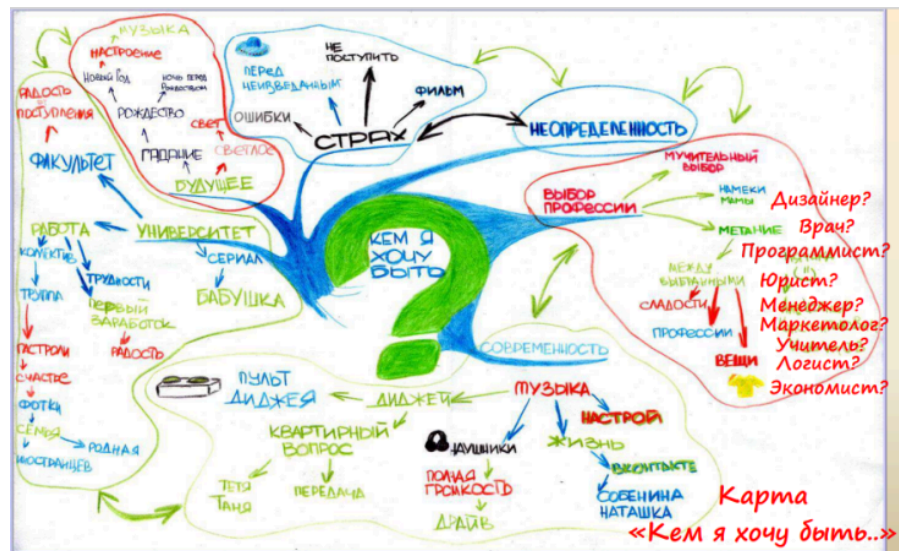 МУЗЫКА
НАСТРОЕНИЕ
НОВЫЙ ГОД
НОЧЬ ПЕРЕД
РОЖДЕСТВОМ
РОЖДЕСТВО
СВЕТ
ГАДАНИЕ
СВЕТЛОЕ
БУДУЩЕЕ
РАДОСТЬ
ПОСТУПЛЕНИЯ
ФАКУЛЬТЕТ
РАБОТА
УНИВЕРСИТЕТ
КОЛЕКТИВ
ТРУДНОСТИ
СЕРИАЛ
ТРУППА
ПЕРВЫЙ
ЗАРАБОТОК
БАБУШКА
ГАСТРОЛИ
РАДОСТЬ
СЧАСТЬЕ
ФОТКИ
СЕМЬЯ
РОДНАЯ
ИНОСТРАНЦЕВ
ПЕРЕД
НЕИЗВЕДАННЫМ
НЕ
ПОСТУПИТЬ
ФИЛЬМ
ОШИБКИ
СТРАХ
НЕОПРЕДЕЛЕННОСТЬ
КЕМ Я
ХОЧУ
БЫТЬ
ВЫБОР
ПРОФЕССИИ
МУЧИТЕЛЬНЫЙ
ВЫБОР
НАМЕКИ
МАМЫ
МЕТАНИЕ
МЕЖДУ
ВЫБРАННЫМИ
СЛАДОСТИ
ПРОФЕССИИ
ВЕЩИ
Дизайнер?
Врач?
Программист?
Юрист?
Менеджер?
Маркетолог?
Учитель?
Логист?
Экономист?
СОВРЕМЕННОСТЬ
МУЗЫКА
ПУЛЬТ
ДИДЖЕЯ
ДИДЖЕЙ
НАСТРОЙ
КВАРТИРНЫЙ
ВОПРОС
НАУШНИКИ
ЖИЗНЬ
ТЕТЯ
ТАНЯ
ПЕРЕДАЧА
ПОЛНАЯ
ГРОМКОСТЬ
ВКОНТАКТЕ
ДРАЙВ
СОБЕНИНА
НАТАШКА
Карта
«Кем я хочу быть..»